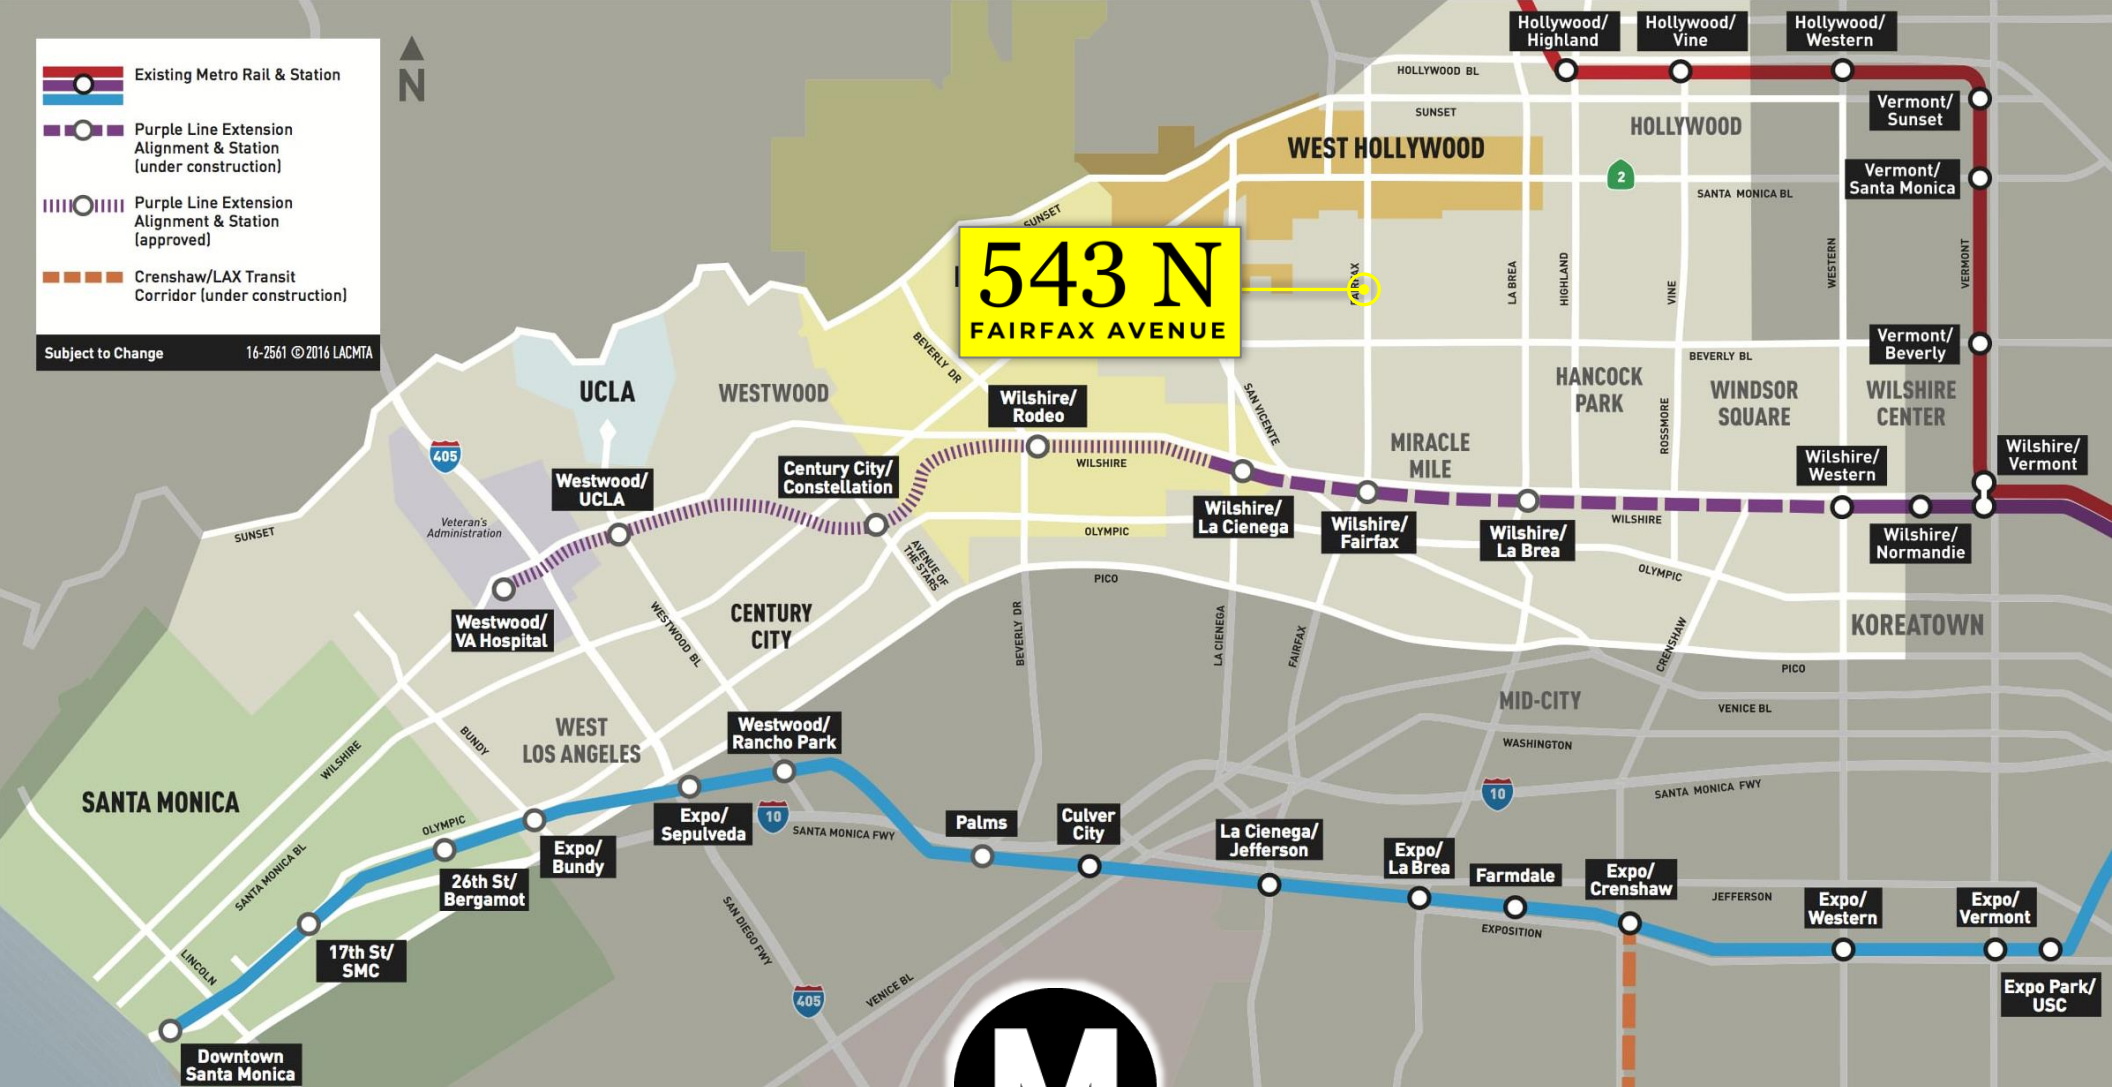 Existing Metro Rail & Station
Purple Line Extension
Alignment & Station
(under construction)
Purple Line Extension
Alignment & Station
(approved)
Crenshaw/LAX Transit
Corridor (under construction)
Subject to Change
16-2561 ©2016 LACMTA
N
Hollywood/
Highland
Hollywood/
Vine
Hollywood/
Western
HOLLYWOOD BL
SUNSET
Vermont/
Sunset
HOLLYWOOD
WEST HOLLYWOOD
2
Vermont/
Santa Monica
SANTA MONICA BL
SUNSET
543 N
FAIRFAX AVENUE
FAIRFAX
LA BREA
HIGHLAND
VINE
WESTERN
VERMONT
BEVERLY DR
Vermont/
Beverly
BEVERLY BL
UCLA
WESTWOOD
Wilshire/
Rodeo
SAN VICENTE
HANCOCK
PARK
ROSSMORE
WINDSOR
SQUARE
WILSHIRE
CENTER
405
MIRACLE
MILE
Wilshire/
Vermont
Westwood/
UCLA
Century City/
Constellation
WILSHIRE
Wilshire/
Western
Veteran's
Administration
SUNSET
Wilshire/
La Cienega
Wilshire/
Fairfax
Wilshire/
La Brea
WILSHIRE
Wilshire/
Normandie
OLYMPIC
AVENUE OF
THE STARS
PICO
OLYMPIC
Westwood/
VA Hospital
WESTWOOD BL
CENTURY
CITY
BEVERLY DR
LA CIENEGA
FAIRFAX
CRENSHAW
KOREATOWN
PICO
MID-CITY
VENICE BL
WASHINGTON
BUNDY
WEST
LOS ANGELES
Westwood/
Rancho Park
WILSHIRE
SANTA MONICA
10
SANTA MONICA FWY
OLYMPIC
Expo/
Sepulveda
10
SANTA MONICA FWY
Palms
Culver
City
La Cienega/
Jefferson
Expo/
La Brea
Farmdale
Expo/
Crenshaw
JEFFERSON
Expo/
Western
Expo/
Vermont
SANTA MONICA BL
Expo/
Bundy
26th St/
Bergamot
EXPOSITION
SAN DIEGO FWY
LINCOLN
17th St/
SMC
405
VENICE BL
Expo Park/
USC
M
Downtown
Santa Monica